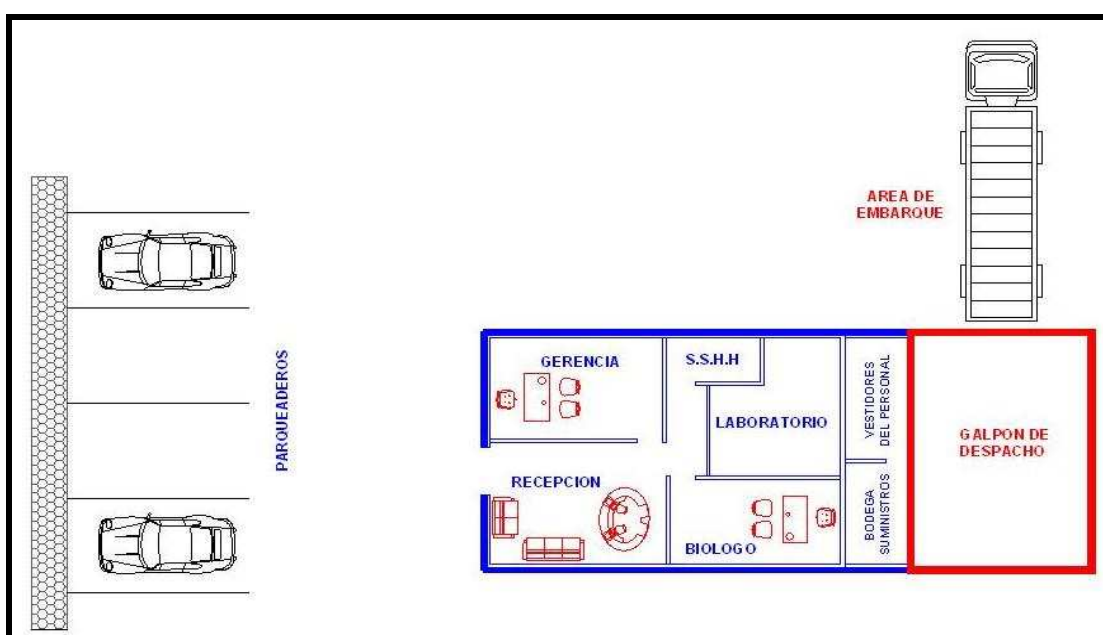 AREA DE
EMBARQUE
PARQUEADEROS
GERENCIA
S.S.H.H
VESTIDORES
DEL PERSONAL
LABORATORIO
GALPON DE
DESPACHO
RECEPCION
BIOLOGO
BODEGA
SUMINISTROS